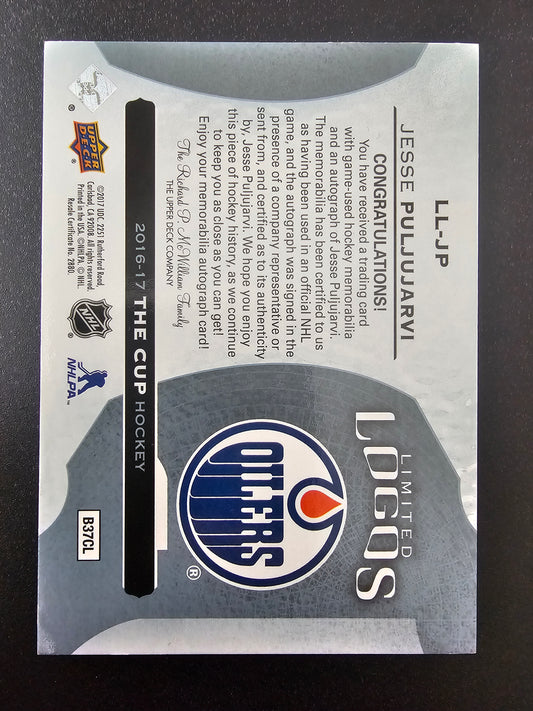 LL-JP
JESSE PULJUJARVI
CONGRATULATIONS!
You have received a trading card
with game-used hockey memorabilia
and an autograph of Jesse Puljujarvi.
The memorabilia has been certified to us
as having been used in an official NHL
game, and the autograph was signed in the
presence of a company representative or
sent from, and certified as to its authenticity
by, Jesse Puljujarvi. We hope you enjoy
this piece of hockey history, as we continue
to keep you as close as you can get!
Enjoy your memorabilia autograph card!
The Richard P. McWilliam Family
THE UPPER DECK COMPANY
LIMITED
LOGOS
OILERS
®
2016-17 THE CUP HOCKEY
®
UPPER
DECK
©2017 UDC. 2251 Rutherford Road,
Carlsbad, CA 92008. All rights reserved.
Printed in the USA. ©NHLPA. © NHL.
Rookie Certificate No. 2880.
NHL
NHLPA™
B37CL